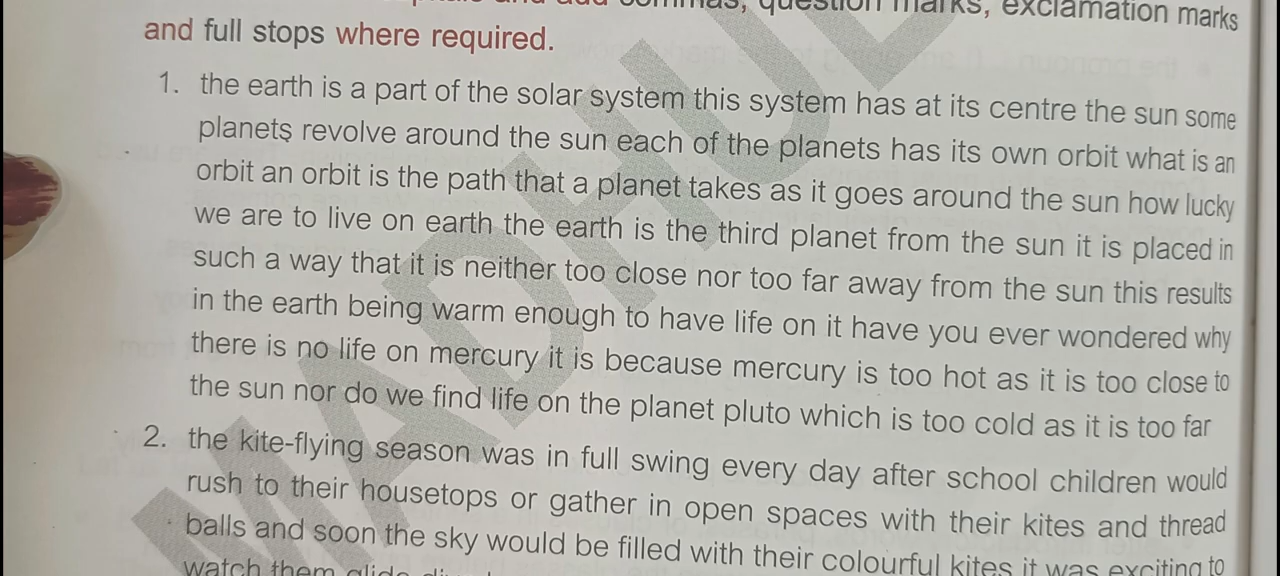 and add commas, question marks, exclamation marks
and full stops where required.
1. the earth is a part of the solar system this system has at its centre the sun some
planets revolve around the sun each of the planets has its own orbit what is an
orbit an orbit is the path that a planet takes as it goes around the sun how lucky
we are to live on earth the earth is the third planet from the sun it is placed in
such a way that it is neither too close nor too far away from the sun this results
in the earth being warm enough to have life on it have you ever wondered why
there is no life on mercury it is because mercury is too hot as it is too close to
the sun nor do we find life on the planet pluto which is too cold as it is too far
2. the kite-flying season was in full swing every day after school children would
rush to their housetops or gather in open spaces with their kites and thread
balls and soon the sky would be filled with their colourful kites it was exciting to
watch them glide
MADHU